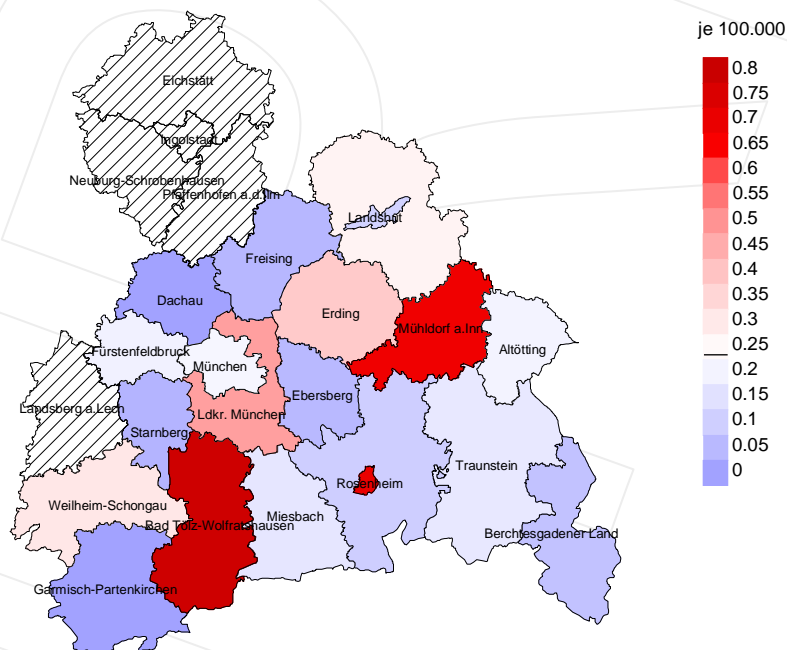 je 100.000
0.8
0.75
0.7
0.65
0.6
0.55
0.5
0.45
0.4
0.35
0.3
0.25
0.2
0.15
0.1
0.05
0
Eichstätt
Ingolstadt
Neuburg-Schrobenhausen
Pfaffenhofen a.d.Ilm
Landshut
Freising
Dachau
Erding
Mühldorf a.Inn
Fürstenfeldbruck
Altötting
München
Ebersberg
Landsberg a.Lech
Ldkr. München
Starnberg
Traunstein
Rosenheim
Weilheim-Schongau
Miesbach
Bad Tölz-Wolfratshausen
Berchtesgadener Land
Garmisch-Partenkirchen